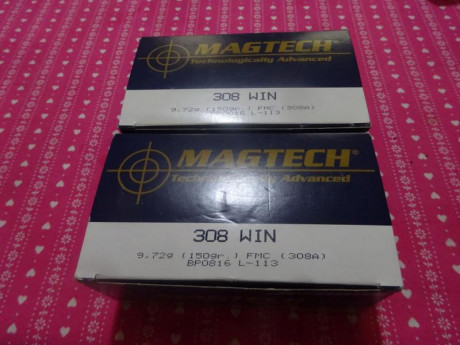 MAGTECH®
Technologically Advanced
308 WIN
9.72g (150gr.) FMC (308A)
BP0816 L-113
MAGTECH®
Technologically Advanced
308 WIN
9.72g (150gr.) FMC (308A)
BP0816 L-113